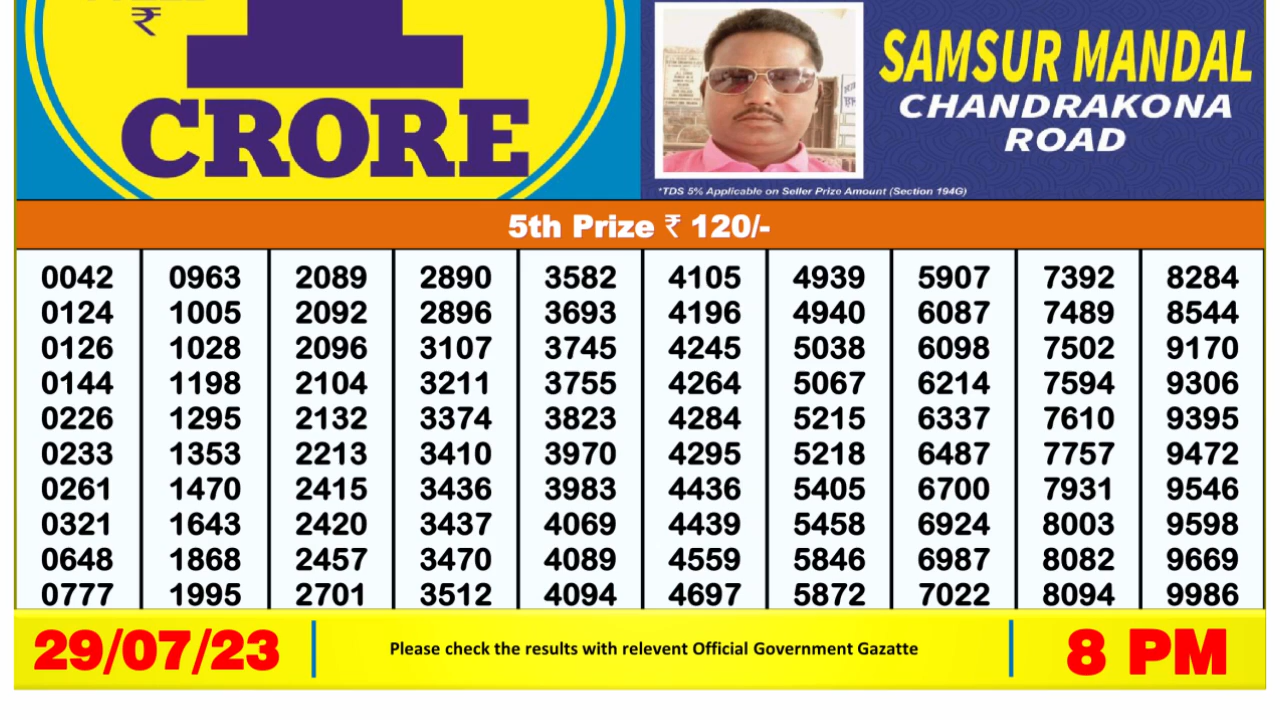 ₹
1
CRORE
SAMSUR MANDAL
CHANDRAKONA
ROAD
*TDS 5% Applicable on Seller Prize Amount (Section 194G)
5th Prize ₹ 120/-
0042 0963 2089 2890 3582 4105 4939 5907 7392 8284
0124 1005 2092 2896 3693 4196 4940 6087 7489 8544
0126 1028 2096 3107 3745 4245 5038 6098 7502 9170
0144 1198 2104 3211 3755 4264 5067 6214 7594 9306
0226 1295 2132 3374 3823 4284 5215 6337 7610 9395
0233 1353 2213 3410 3970 4295 5218 6487 7757 9472
0261 1470 2415 3436 3983 4436 5405 6700 7931 9546
0321 1643 2420 3437 4069 4439 5458 6924 8003 9598
0648 1868 2457 3470 4089 4559 5846 6987 8082 9669
0777 1995 2701 3512 4094 4697 5872 7022 8094 9986
29/07/23 Please check the results with relevent Official Government Gazatte 8 PM